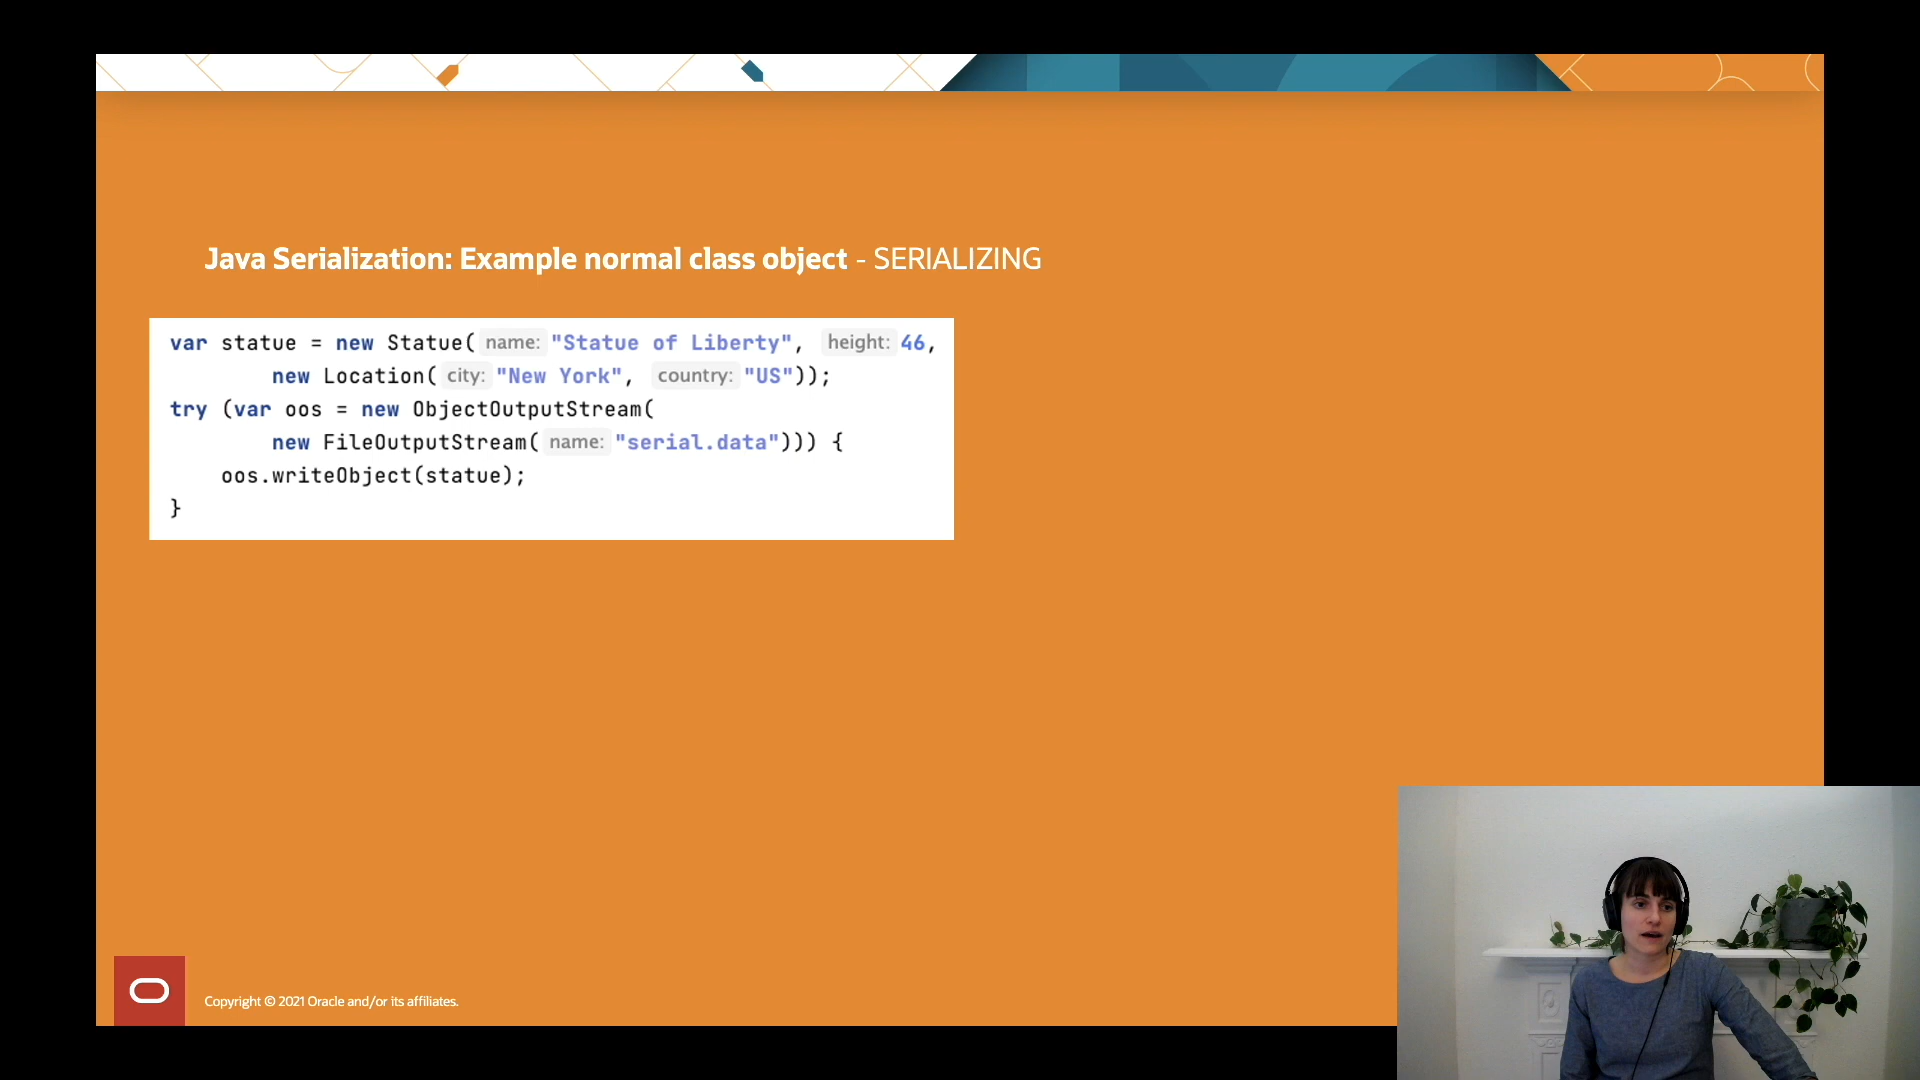 Java Serialization: Example normal class object - SERIALIZING
var statue = new Statue( name: "Statue of Liberty", height: 46,
new Location( city: "New York", country: "US"));
try (var oos = new ObjectOutputStream(
new FileOutputStream( name: "serial.data"))) {
oos.writeObject(statue);
}
Copyright © 2021 Oracle and/or its affiliates.